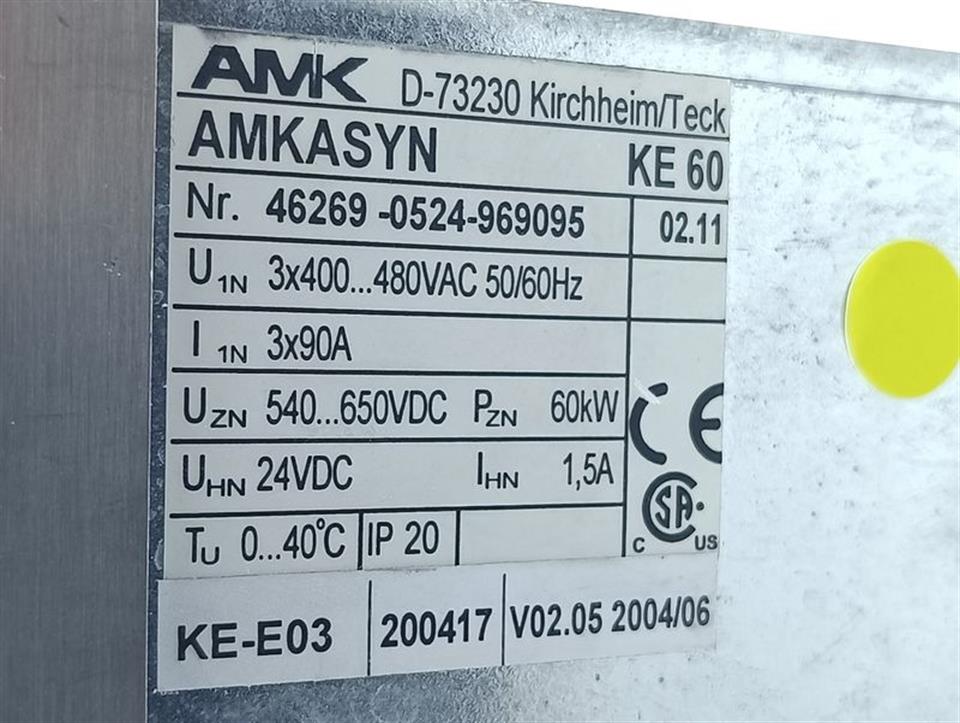 AMK D-73230 Kirchheim/Teck
AMKASYN KE 60
Nr. 46269 -0524-969095 02.11
U1N 3x400...480VAC 50/60Hz
I 1N 3x90A
UZN 540...650VDC PZN 60kW
UHN 24VDC IHN 1,5A
CE
TU 0...40°C IP 20
C SA US
KE-E03 200417 V02.05 2004/06